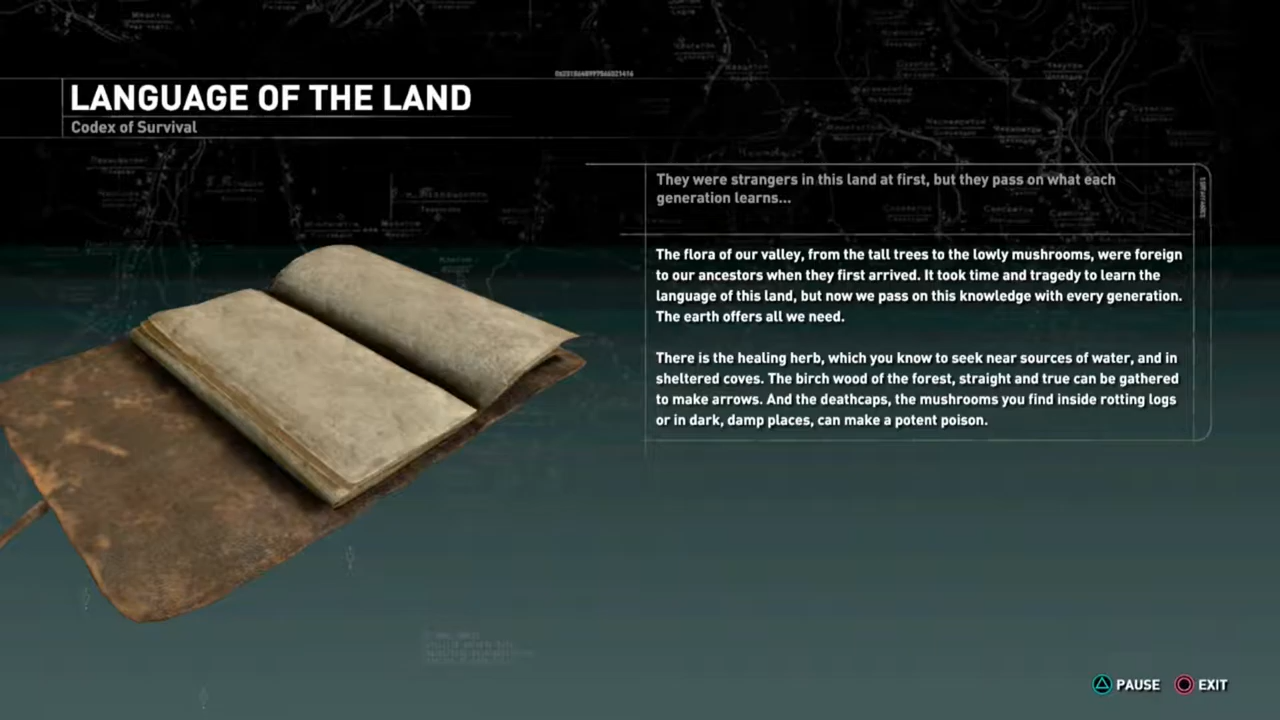 LANGUAGE OF THE LAND
Codex of Survival
They were strangers in this land at first, but they pass on what each
generation learns...
The flora of our valley, from the tall trees to the lowly mushrooms, were foreign
to our ancestors when they first arrived. It took time and tragedy to learn the
language of this land, but now we pass on this knowledge with every generation.
The earth offers all we need.
There is the healing herb, which you know to seek near sources of water, and in
sheltered coves. The birch wood of the forest, straight and true can be gathered
to make arrows. And the deathcaps, the mushrooms you find inside rotting logs
or in dark, damp places, can make a potent poison.
PAUSE EXIT